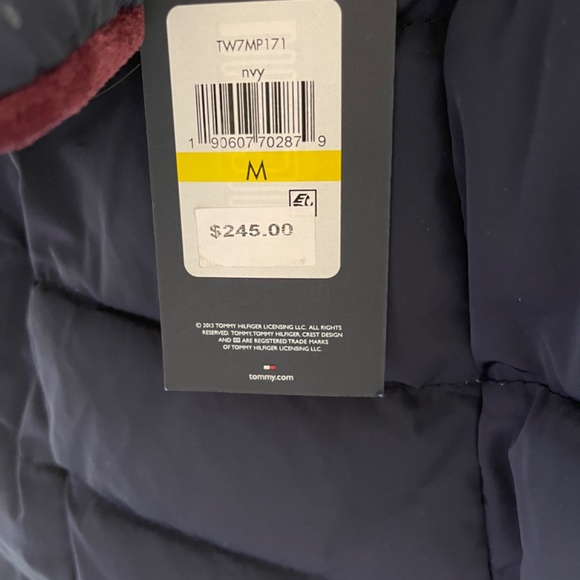 TW7MP171
nvy
1 90607 70287 9
M
$245.00
© 2013 TOMMY HILFIGER LICENSING LLC. ALL RIGHTS
RESERVED. TOMMY, TOMMY HILFIGER, CREST DESIGN
AND ARE REGISTERED TRADE MARKS
OF TOMMY HILFIGER LICENSING LLC.
tommy.com